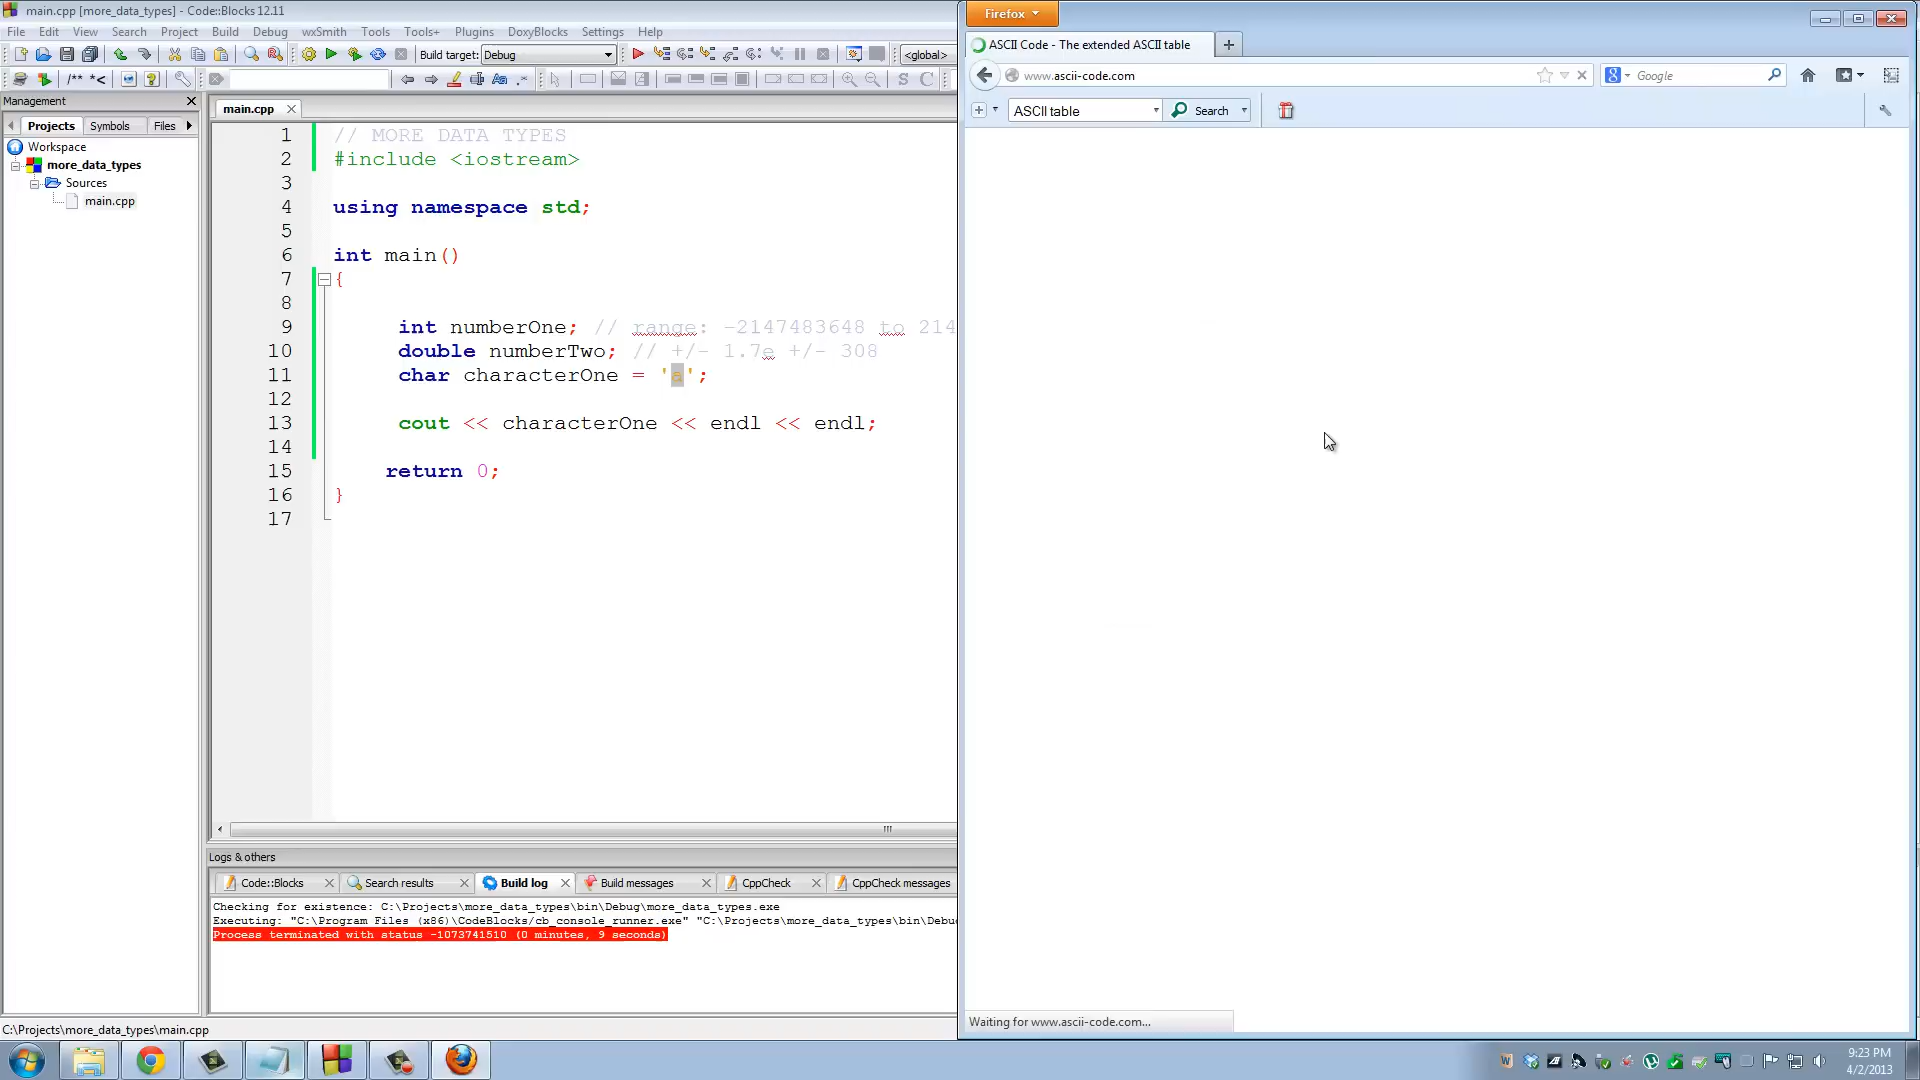 main.cpp [more_data_types] - Code::Blocks 12.11
File Edit View Search Project Build Debug wxSmith Tools Tools+ Plugins DoxyBlocks Settings Help
Build target: Debug
<global>
/** *<
Management
main.cpp
Projects Symbols Files
Workspace
more_data_types
Sources
main.cpp
1 // MORE DATA TYPES
2 #include <iostream>
3
4 using namespace std;
5
6 int main()
7 {
8
9 int numberOne; // range: -2147483648 to 214
10 double numberTwo; // +/- 1.7e +/- 308
11 char characterOne = 'a';
12
13 cout << characterOne << endl << endl;
14
15 return 0;
16 }
17
Logs & others
Code::Blocks Search results Build log Build messages CppCheck CppCheck messages
Checking for existence: C:\Projects\more_data_types\bin\Debug\more_data_types.exe
Executing: "C:\Program Files (x86)\CodeBlocks/cb_console_runner.exe" "C:\Projects\more_data_types\bin\Debu
Process terminated with status -1073741510 (0 minutes, 9 seconds)
C:\Projects\more_data_types\main.cpp
Firefox
ASCII Code - The extended ASCII table
www.ascii-code.com
Google
ASCII table Search
Waiting for www.ascii-code.com...
9:23 PM
4/2/2013